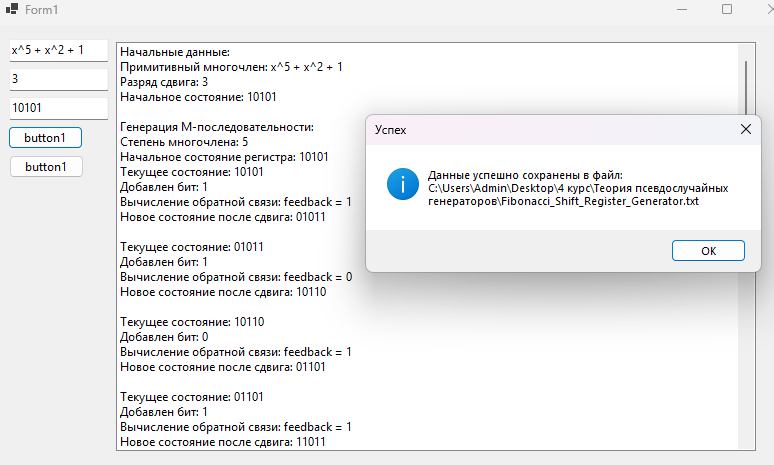 Form1
x^5 + x^2 + 1
3
10101
button1
button1
Начальные данные:
Примитивный многочлен: x^5 + x^2 + 1
Разряд сдвига: 3
Начальное состояние: 10101
Генерация М-последовательности:
Степень многочлена: 5
Начальное состояние регистра: 10101
Текущее состояние: 10101
Добавлен бит: 1
Вычисление обратной связи: feedback = 1
Новое состояние после сдвига: 01011
Текущее состояние: 01011
Добавлен бит: 1
Вычисление обратной связи: feedback = 0
Новое состояние после сдвига: 10110
Текущее состояние: 10110
Добавлен бит: 0
Вычисление обратной связи: feedback = 1
Новое состояние после сдвига: 01101
Текущее состояние: 01101
Добавлен бит: 1
Вычисление обратной связи: feedback = 1
Новое состояние после сдвига: 11011
Успех
Данные успешно сохранены в файл:
C:\Users\Admin\Desktop\4 курс\Теория псевдослучайных
генераторов\Fibonacci_Shift_Register_Generator.txt
ОК